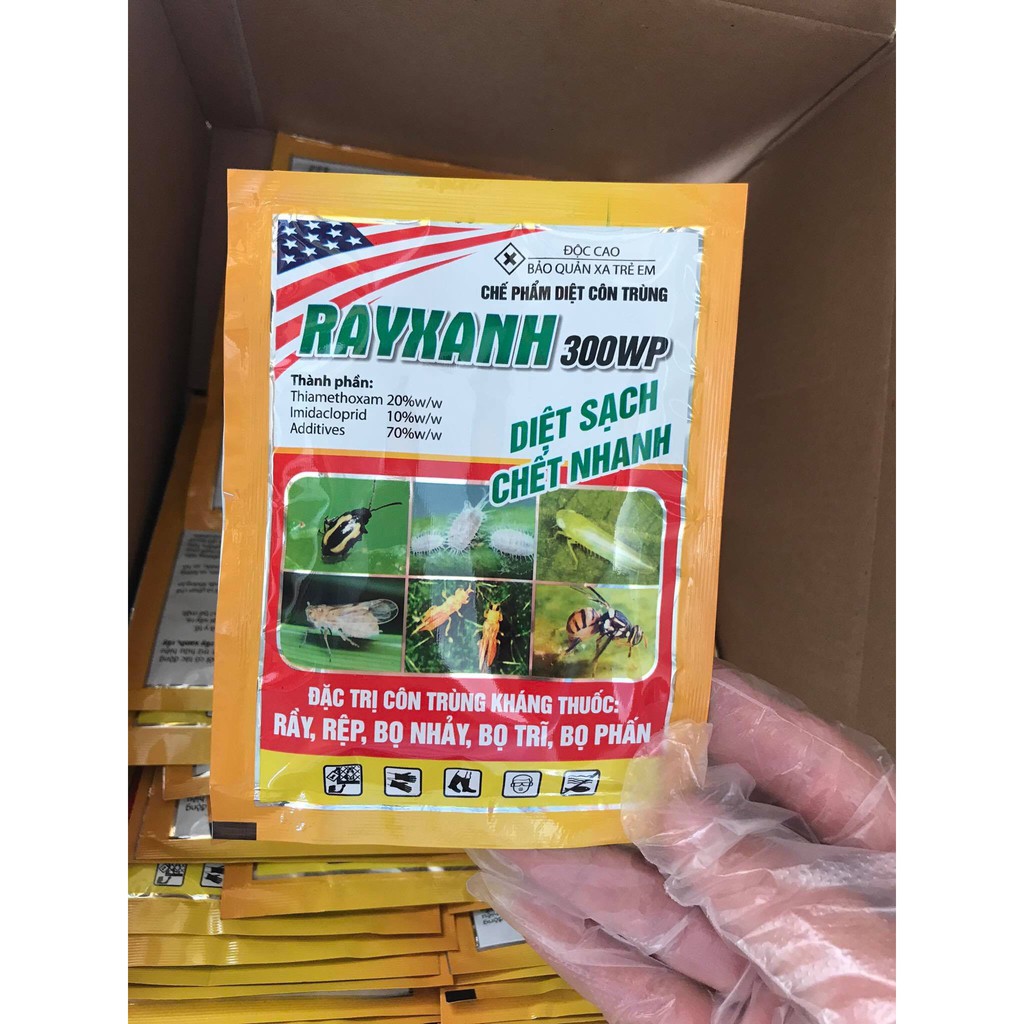 ĐỘC CAO
BẢO QUẢN XA TRẺ EM
CHẾ PHẨM DIỆT CÔN TRÙNG
RAYXANH 300WP
Thành phần:
Thiamethoxam 20%w/w
Imidacloprid 10%w/w
Additives 70%w/w
DIỆT SẠCH
CHẾT NHANH
ĐẶC TRỊ CÔN TRÙNG KHÁNG THUỐC:
RẦY, RỆP, BỌ NHẢY, BỌ TRĨ, BỌ PHẤN